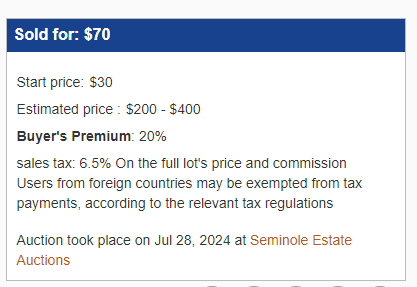 Sold for: $70
Start price: $30
Estimated price : $200 - $400
Buyer's Premium: 20%
sales tax: 6.5% On the full lot's price and commission
Users from foreign countries may be exempted from tax
payments, according to the relevant tax regulations
Auction took place on Jul 28, 2024 at Seminole Estate
Auctions